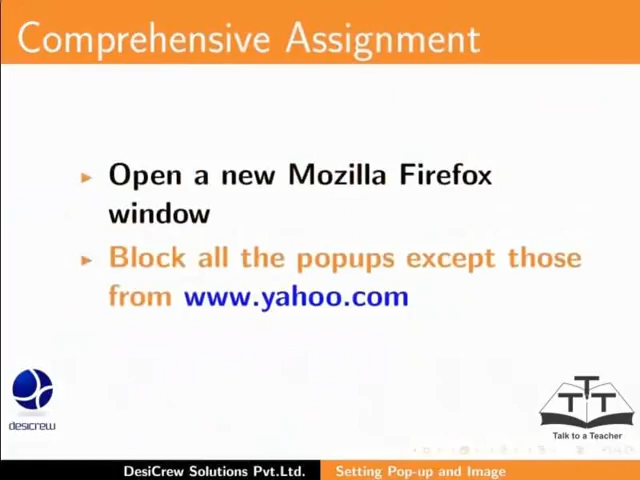 Comprehensive Assignment
Open a new Mozilla Firefox
window
Block all the popups except those
from www.yahoo.com
desicrew
TTT
Talk to a Teacher
DesiCrew Solutions Pvt.Ltd. Setting Pop-up and Image